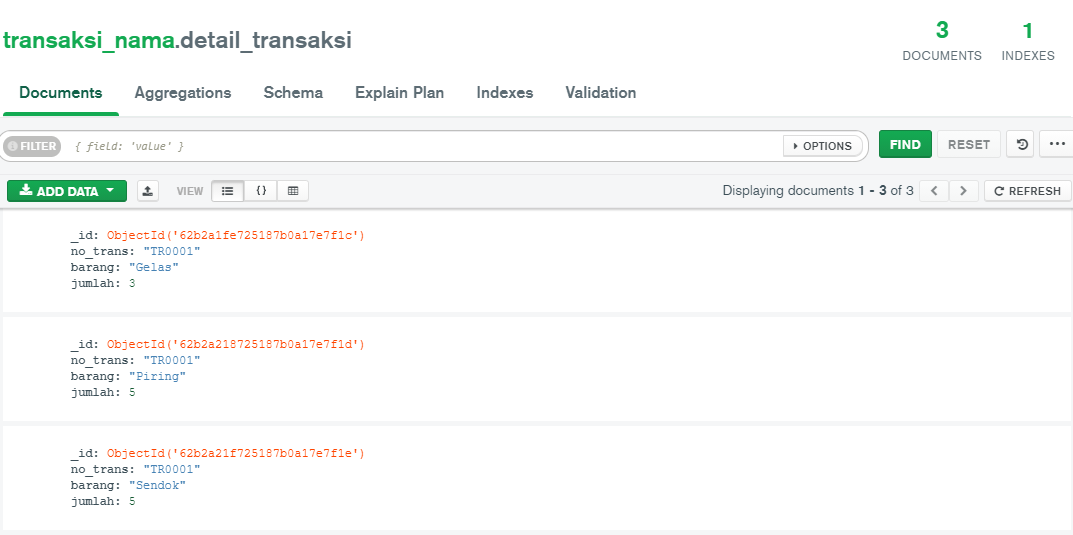 transaksi_nama.detail_transaksi
3
DOCUMENTS
1
INDEXES
Documents Aggregations Schema Explain Plan Indexes Validation
FILTER { field: 'value' } OPTIONS FIND RESET
ADD DATA VIEW { } Displaying documents 1 - 3 of 3 < > REFRESH
_id: ObjectId('62b2a1fe725187b0a17e7f1c')
no_trans: "TR0001"
barang: "Gelas"
jumlah: 3
_id: ObjectId('62b2a218725187b0a17e7f1d')
no_trans: "TR0001"
barang: "Piring"
jumlah: 5
_id: ObjectId('62b2a21f725187b0a17e7f1e')
no_trans: "TR0001"
barang: "Sendok"
jumlah: 5